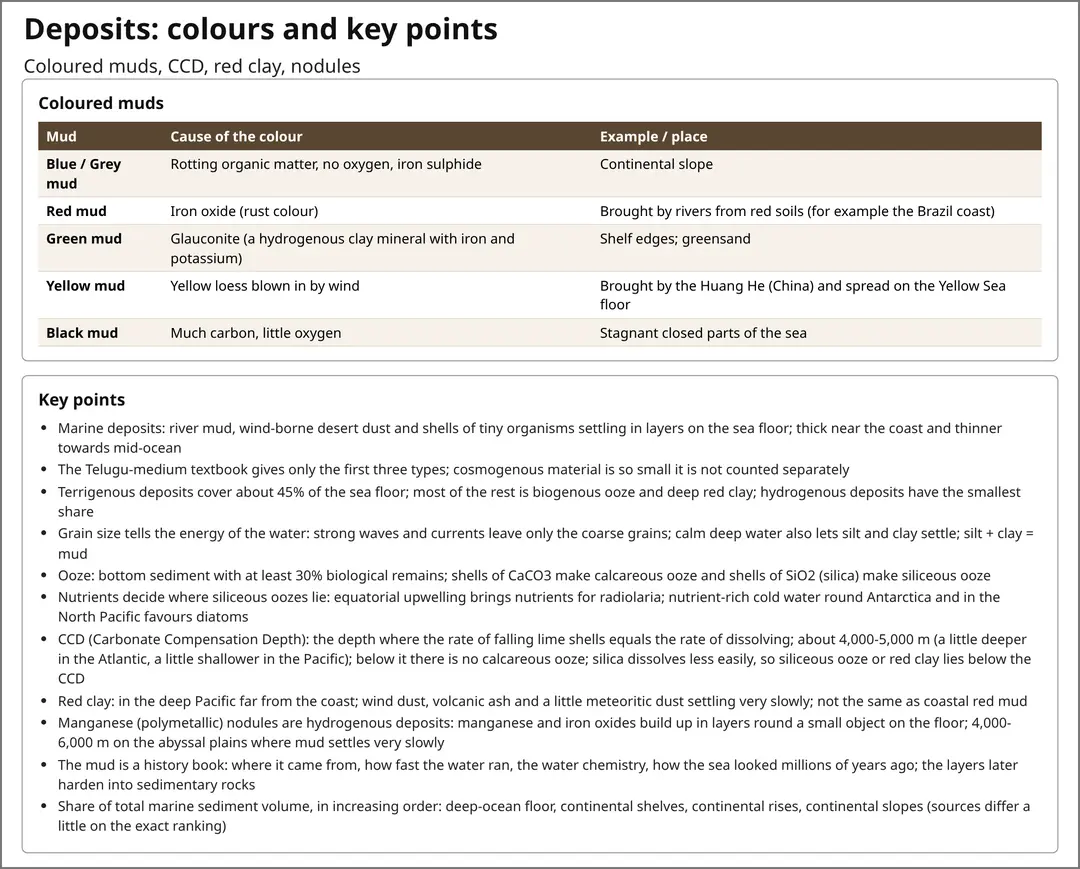 Deposits: colours and key points
Coloured muds, CCD, red clay, nodules
Coloured muds
Mud Cause of the colour Example / place
Blue / Grey mud Rotting organic matter, no oxygen, iron sulphide Continental slope
Red mud Iron oxide (rust colour) Brought by rivers from red soils (for example the Brazil coast)
Green mud Glauconite (a hydrogenous clay mineral with iron and potassium) Shelf edges; greensand
Yellow mud Yellow loess blown in by wind Brought by the Huang He (China) and spread on the Yellow Sea floor
Black mud Much carbon, little oxygen Stagnant closed parts of the sea
Key points
• Marine deposits: river mud, wind-borne desert dust and shells of tiny organisms settling in layers on the sea floor; thick near the coast and thinner
towards mid-ocean
• The Telugu-medium textbook gives only the first three types; cosmogenous material is so small it is not counted separately
• Terrigenous deposits cover about 45% of the sea floor; most of the rest is biogenous ooze and deep red clay; hydrogenous deposits have the smallest
share
• Grain size tells the energy of the water: strong waves and currents leave only the coarse grains; calm deep water also lets silt and clay settle; silt + clay =
mud
• Ooze: bottom sediment with at least 30% biological remains; shells of CaCO3 make calcareous ooze and shells of SiO2 (silica) make siliceous ooze
• Nutrients decide where siliceous oozes lie: equatorial upwelling brings nutrients for radiolaria; nutrient-rich cold water round Antarctica and in the
North Pacific favours diatoms
• CCD (Carbonate Compensation Depth): the depth where the rate of falling lime shells equals the rate of dissolving; about 4,000-5,000 m (a little deeper
in the Atlantic, a little shallower in the Pacific); below it there is no calcareous ooze; silica dissolves less easily, so siliceous ooze or red clay lies below the
CCD
• Red clay: in the deep Pacific far from the coast; wind dust, volcanic ash and a little meteoritic dust settling very slowly; not the same as coastal red mud
• Manganese (polymetallic) nodules are hydrogenous deposits: manganese and iron oxides build up in layers round a small object on the floor; 4,000-
6,000 m on the abyssal plains where mud settles very slowly
• The mud is a history book: where it came from, how fast the water ran, the water chemistry, how the sea looked millions of years ago; the layers later
harden into sedimentary rocks
• Share of total marine sediment volume, in increasing order: deep-ocean floor, continental shelves, continental rises, continental slopes (sources differ a
little on the exact ranking)